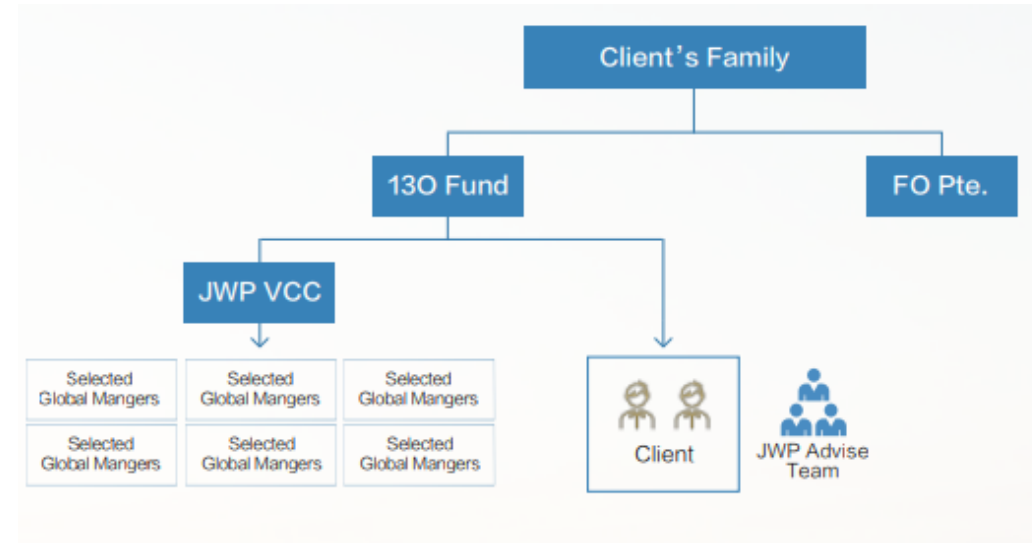 Client's Family
13O Fund
FO Pte.
JWP VCC
Selected
Global Mangers
Selected
Global Mangers
Selected
Global Mangers
Selected
Global Mangers
Selected
Global Mangers
Selected
Global Mangers
Client
JWP Advise
Team